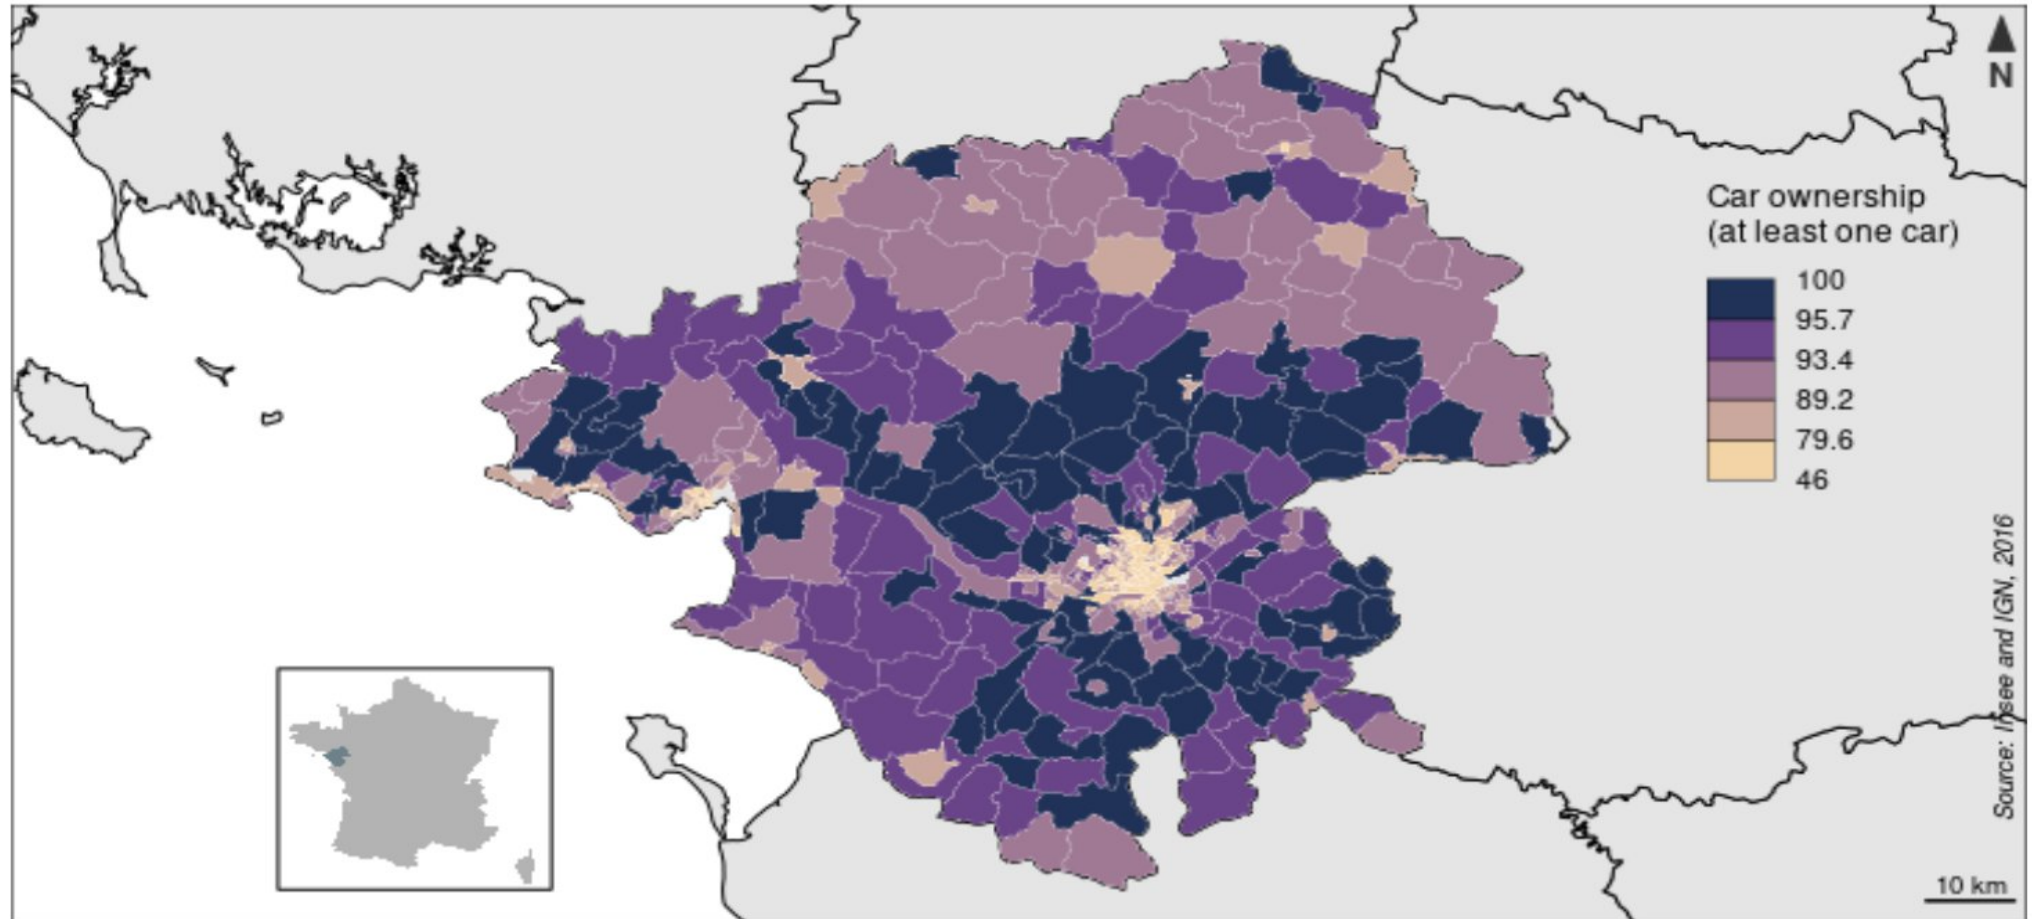 N
Car ownership
(at least one car)
100
95.7
93.4
89.2
79.6
46
Source: Insee and IGN, 2016
10 km